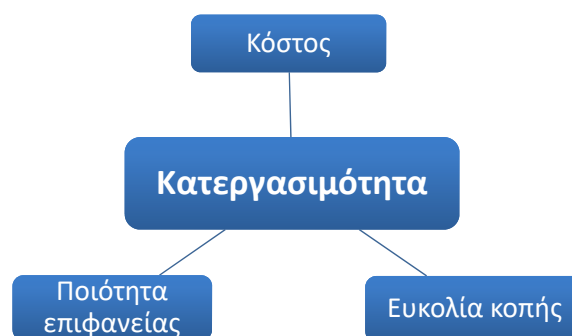 Κόστος
Κατεργασιμότητα
Ποιότητα
επιφανείας
Ευκολία κοπής